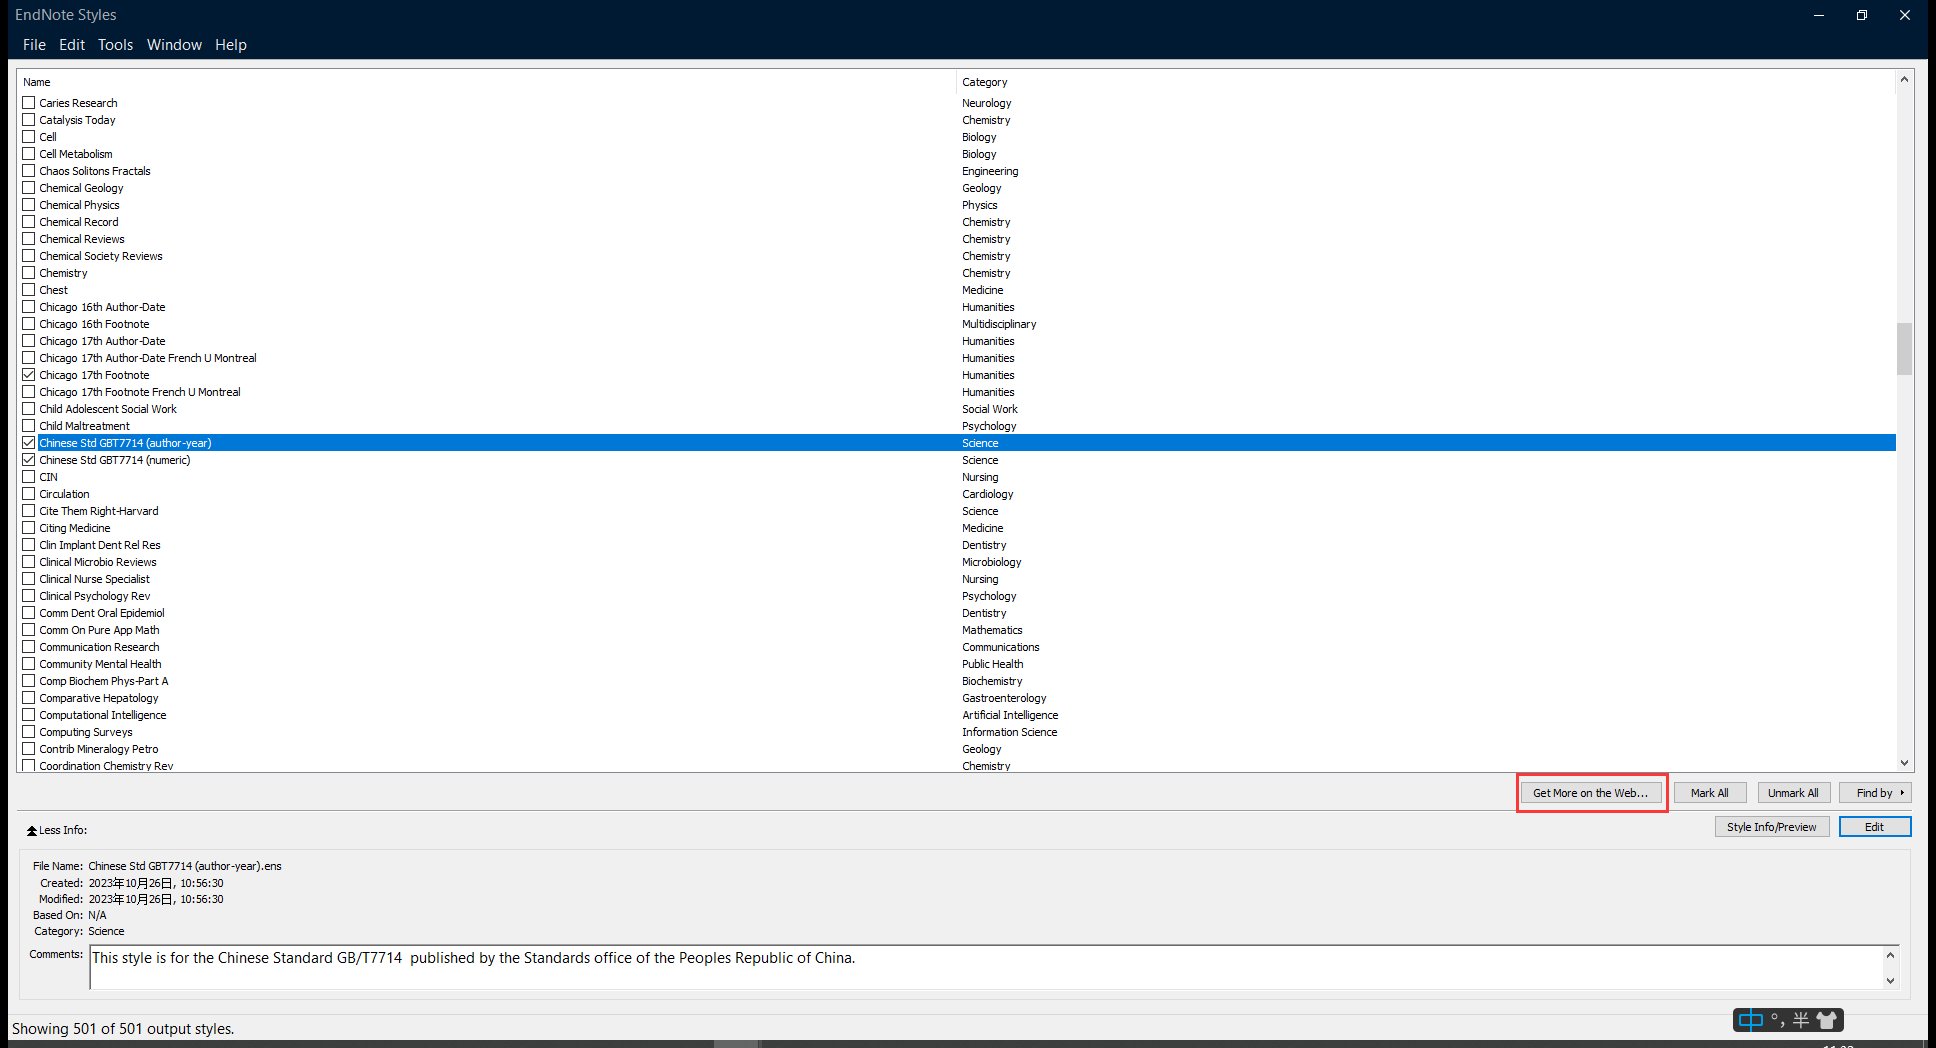 EndNote Styles
File Edit Tools Window Help
Name Category
Caries Research Neurology
Catalysis Today Chemistry
Cell Biology
Cell Metabolism Biology
Chaos Solitons Fractals Engineering
Chemical Geology Geology
Chemical Physics Physics
Chemical Record Chemistry
Chemical Reviews Chemistry
Chemical Society Reviews Chemistry
Chemistry Chemistry
Chest Medicine
Chicago 16th Author-Date Humanities
Chicago 16th Footnote Multidisciplinary
Chicago 17th Author-Date Humanities
Chicago 17th Author-Date French U Montreal Humanities
Chicago 17th Footnote Humanities
Chicago 17th Footnote French U Montreal Humanities
Child Adolescent Social Work Social Work
Child Maltreatment Psychology
Chinese Std GBT7714 (author-year) Science
Chinese Std GBT7714 (numeric) Science
CIN Nursing
Circulation Cardiology
Cite Them Right-Harvard Science
Citing Medicine Medicine
Clin Implant Dent Rel Res Dentistry
Clinical Microbio Reviews Microbiology
Clinical Nurse Specialist Nursing
Clinical Psychology Rev Psychology
Comm Dent Oral Epidemiol Dentistry
Comm On Pure App Math Mathematics
Communication Research Communications
Community Mental Health Public Health
Comp Biochem Phys-Part A Biochemistry
Comparative Hepatology Gastroenterology
Computational Intelligence Artificial Intelligence
Computing Surveys Information Science
Contrib Mineralogy Petro Geology
Coordination Chemistry Rev Chemistry
Get More on the Web... Mark All Unmark All Find by
Less Info: Style Info/Preview Edit
File Name: Chinese Std GBT7714 (author-year).ens
Created: 2023年10月26日, 10:56:30
Modified: 2023年10月26日, 10:56:30
Based On: N/A
Category: Science
Comments: This style is for the Chinese Standard GB/T7714 published by the Standards office of the Peoples Republic of China.
Showing 501 of 501 output styles.
中 °, 半